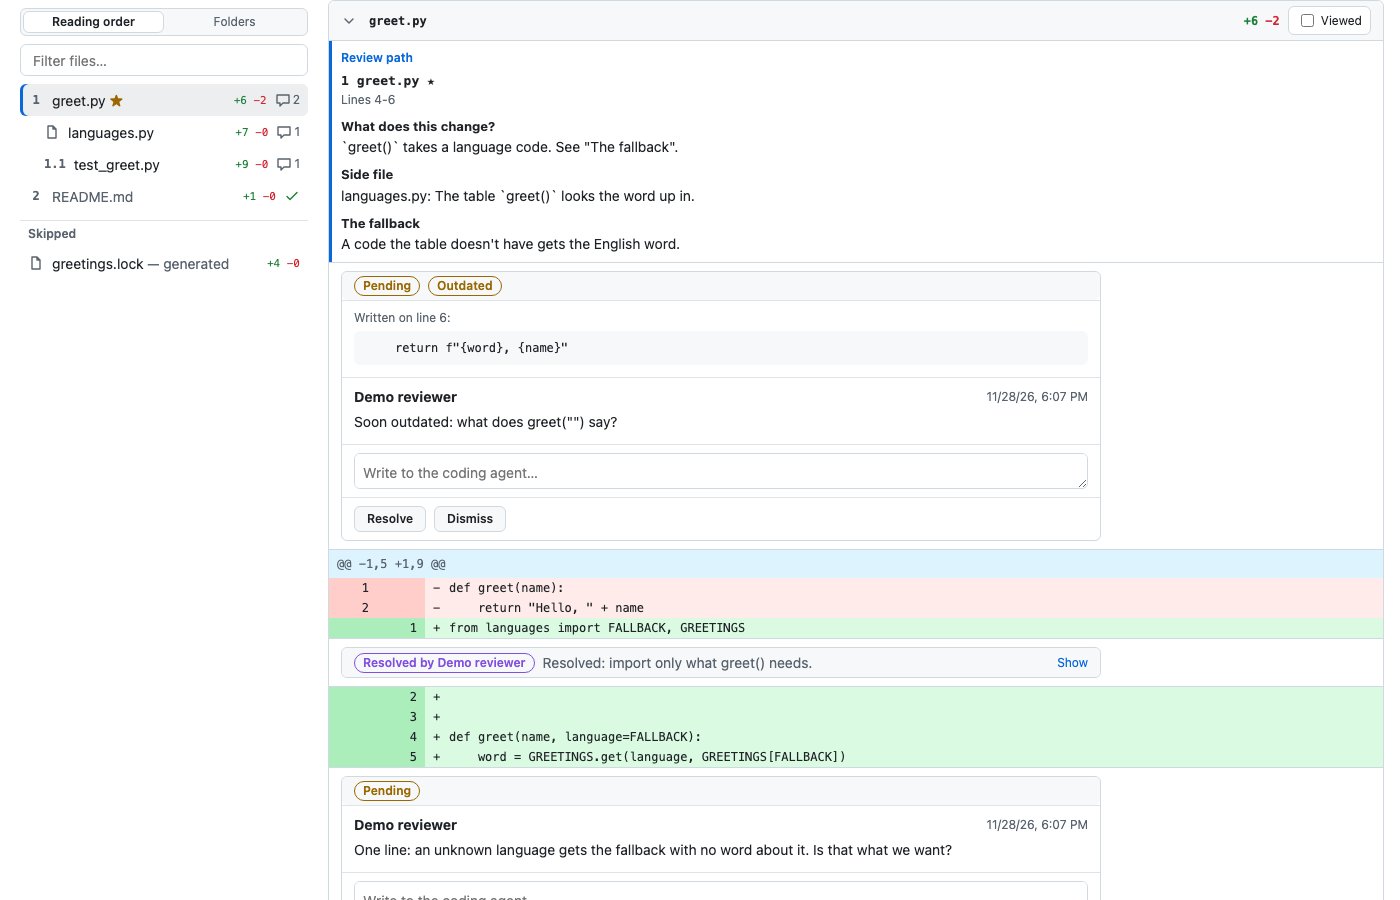 Reading order
Folders
Filter files...
1 greet.py ★ +6 −2 2
languages.py +7 −0 1
1.1 test_greet.py +9 −0 1
2 README.md +1 −0 ✓
Skipped
greetings.lock — generated +4 −0
greet.py +6 −2 Viewed
Review path
1 greet.py ★
Lines 4-6
What does this change?
`greet()` takes a language code. See "The fallback".
Side file
languages.py: The table `greet()` looks the word up in.
The fallback
A code the table doesn't have gets the English word.
Pending Outdated
Written on line 6:
    return f"{word}, {name}"
Demo reviewer 11/28/26, 6:07 PM
Soon outdated: what does greet("") say?
Write to the coding agent...
Resolve Dismiss
@@ −1,5 +1,9 @@
1 − def greet(name):
2 −     return "Hello, " + name
1 + from languages import FALLBACK, GREETINGS
Resolved by Demo reviewer Resolved: import only what greet() needs. Show
2 +
3 +
4 + def greet(name, language=FALLBACK):
5 +     word = GREETINGS.get(language, GREETINGS[FALLBACK])
Pending
Demo reviewer 11/28/26, 6:07 PM
One line: an unknown language gets the fallback with no word about it. Is that what we want?
Write to the coding agent